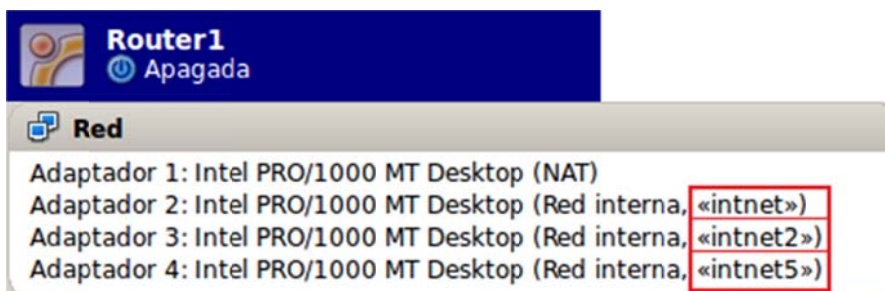 Router1
Apagada
Red
Adaptador 1: Intel PRO/1000 MT Desktop (NAT)
Adaptador 2: Intel PRO/1000 MT Desktop (Red interna, «intnet»)
Adaptador 3: Intel PRO/1000 MT Desktop (Red interna, «intnet2»)
Adaptador 4: Intel PRO/1000 MT Desktop (Red interna, «intnet5»)